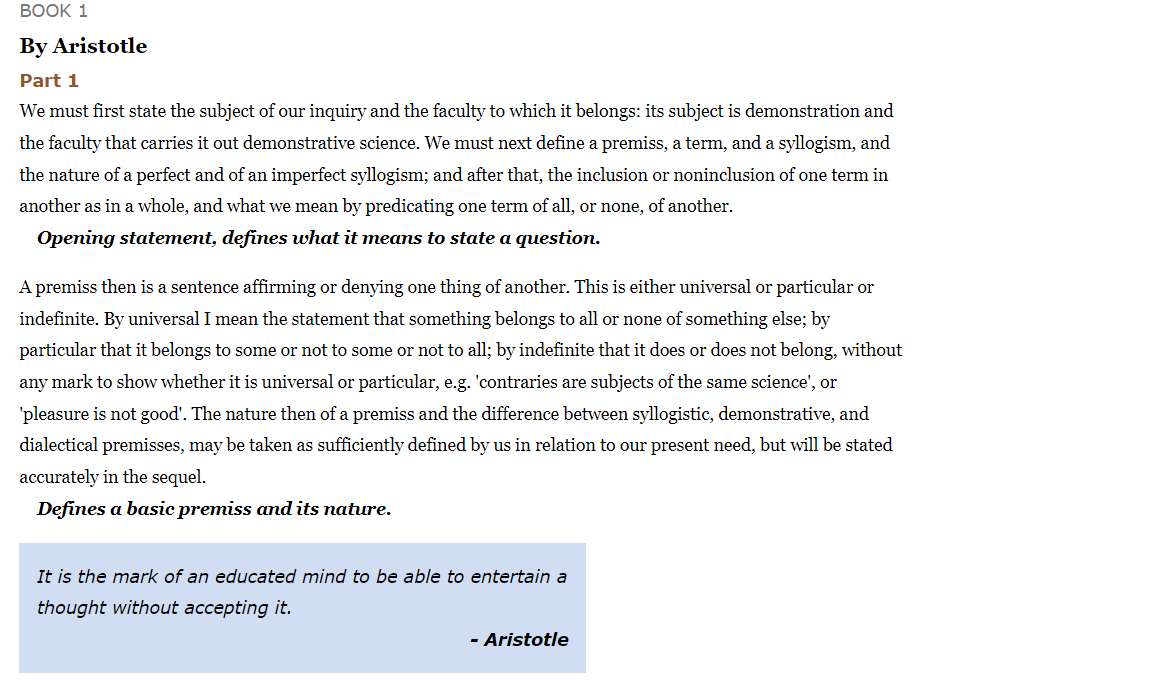 BOOK 1
By Aristotle
Part 1
We must first state the subject of our inquiry and the faculty to which it belongs: its subject is demonstration and
the faculty that carries it out demonstrative science. We must next define a premiss, a term, and a syllogism, and
the nature of a perfect and of an imperfect syllogism; and after that, the inclusion or noninclusion of one term in
another as in a whole, and what we mean by predicating one term of all, or none, of another.
Opening statement, defines what it means to state a question.
A premiss then is a sentence affirming or denying one thing of another. This is either universal or particular or
indefinite. By universal I mean the statement that something belongs to all or none of something else; by
particular that it belongs to some or not to some or not to all; by indefinite that it does or does not belong, without
any mark to show whether it is universal or particular, e.g. 'contraries are subjects of the same science', or
'pleasure is not good'. The nature then of a premiss and the difference between syllogistic, demonstrative, and
dialectical premisses, may be taken as sufficiently defined by us in relation to our present need, but will be stated
accurately in the sequel.
Defines a basic premiss and its nature.
It is the mark of an educated mind to be able to entertain a
thought without accepting it.
- Aristotle